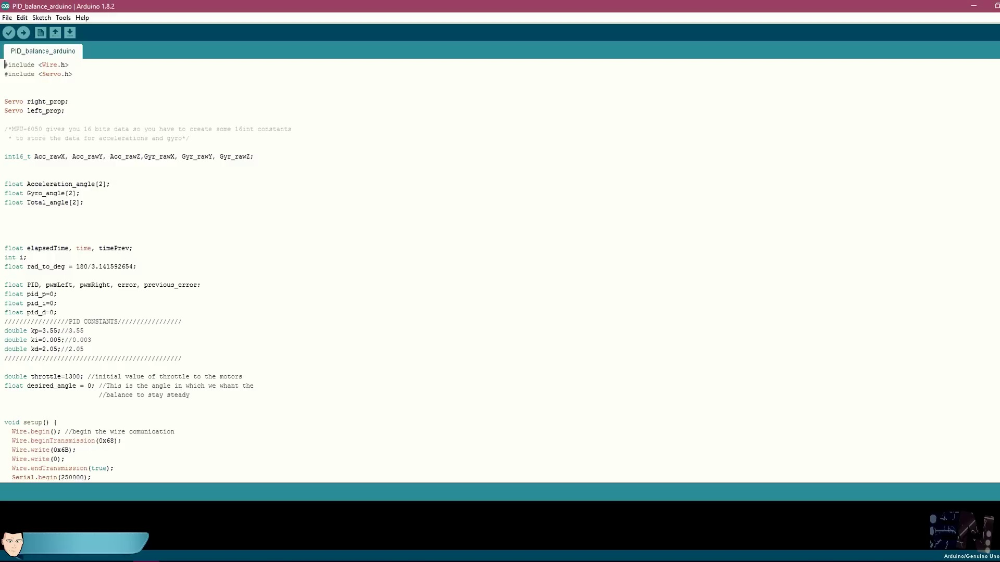 PID_balance_arduino | Arduino 1.8.2
File Edit Sketch Tools Help
PID_balance_arduino
#include <Wire.h>
#include <Servo.h>
Servo right_prop;
Servo left_prop;
/*MPU-6050 gives you 16 bits data so you have to create some 16int constants
 * to store the data for accelerations and gyro*/
int16_t Acc_rawX, Acc_rawY, Acc_rawZ,Gyr_rawX, Gyr_rawY, Gyr_rawZ;
float Acceleration_angle[2];
float Gyro_angle[2];
float Total_angle[2];
float elapsedTime, time, timePrev;
int i;
float rad_to_deg = 180/3.141592654;
float PID, pwmLeft, pwmRight, error, previous_error;
float pid_p=0;
float pid_i=0;
float pid_d=0;
/////////////////PID CONSTANTS/////////////////
double kp=3.55;//3.55
double ki=0.005;//0.003
double kd=2.05;//2.05
///////////////////////////////////////////////
double throttle=1300; //initial value of throttle to the motors
float desired_angle = 0; //This is the angle in which we whant the
                         //balance to stay steady
void setup() {
  Wire.begin(); //begin the wire comunication
  Wire.beginTransmission(0x68);
  Wire.write(0x6B);
  Wire.write(0);
  Wire.endTransmission(true);
  Serial.begin(250000);
Arduino/Genuino Uno